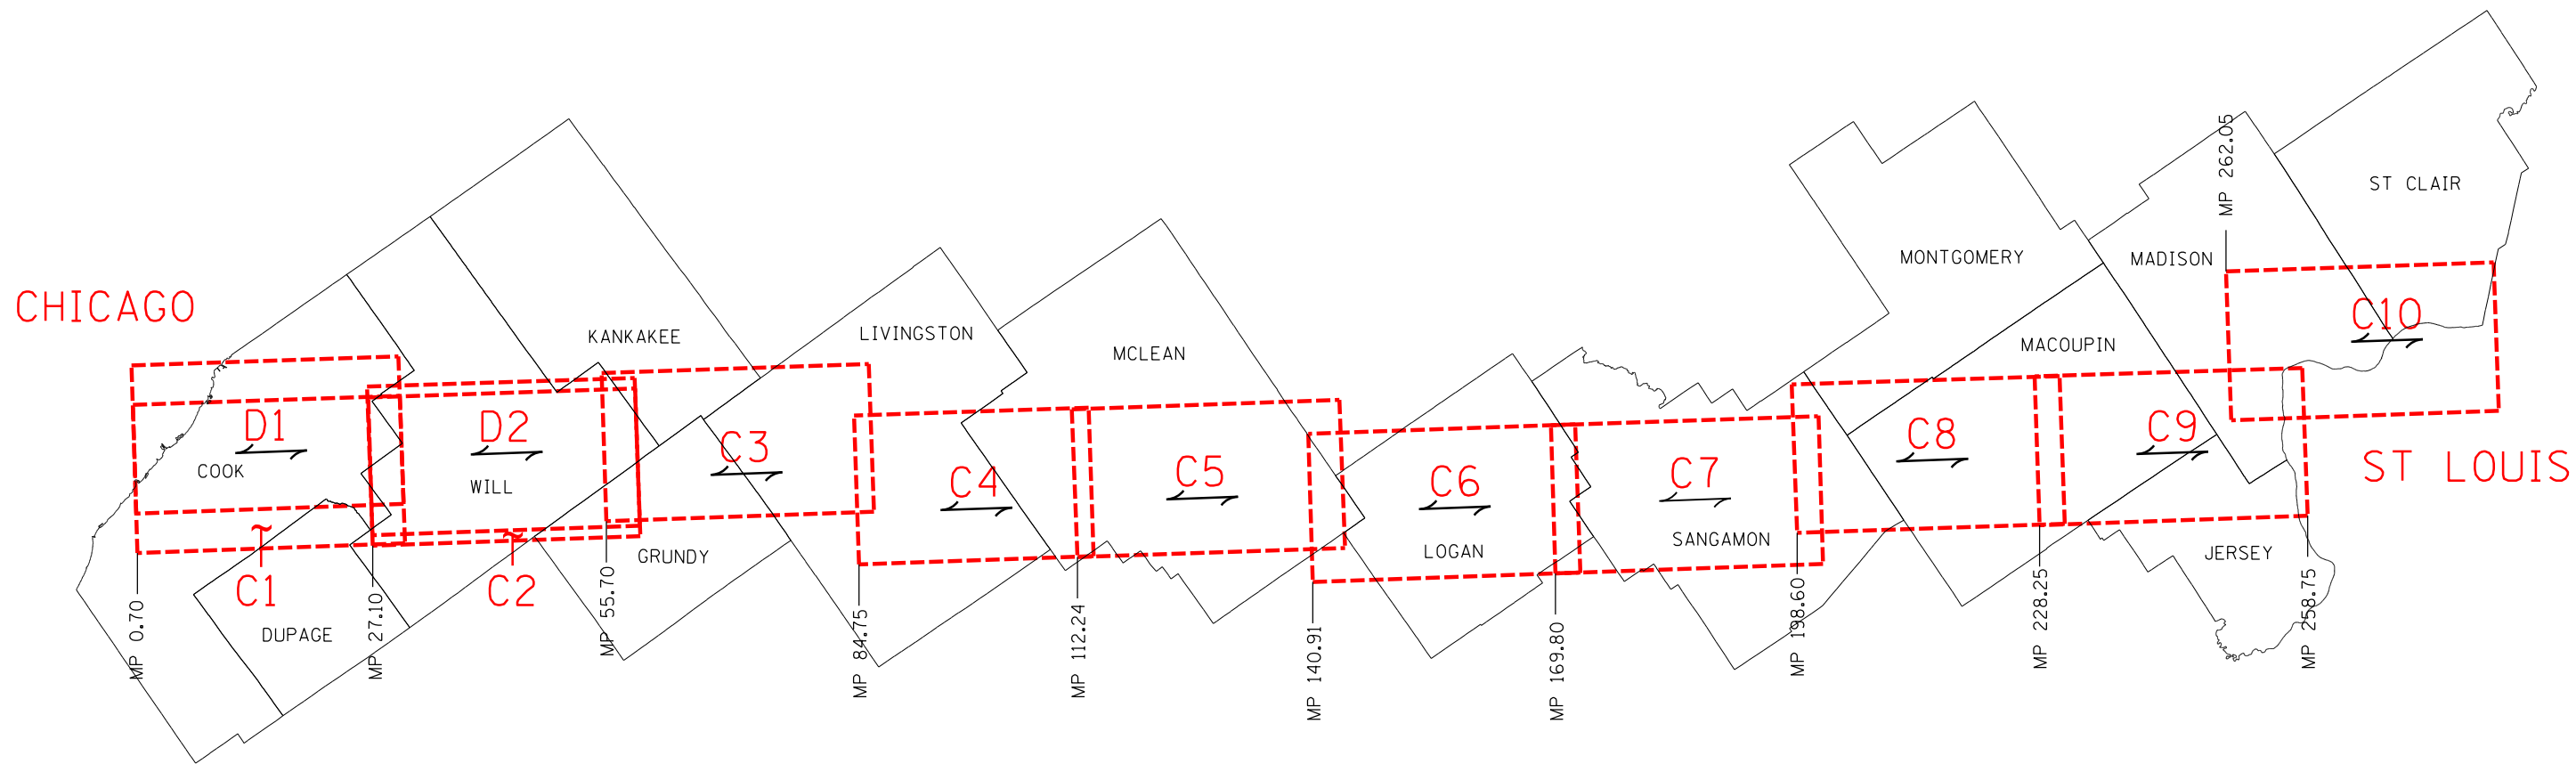 CHICAGO
D1
COOK
C1
MP 0.70
DUPAGE
MP 27.10
D2
WILL
C2
KANKAKEE
MP 55.70
GRUNDY
C3
LIVINGSTON
MP 84.75
C4
MP 112.24
MCLEAN
C5
MP 140.91
C6
LOGAN
MP 169.80
C7
SANGAMON
MP 198.60
MONTGOMERY
C8
MACOUPIN
MP 228.25
MADISON
C9
JERSEY
MP 258.75
MP 262.05
ST CLAIR
C10
ST LOUIS